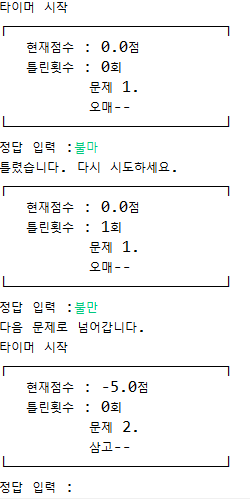 타이머 시작
현재점수 : 0.0점
틀린횟수 : 0회
문제 1.
오매--
정답 입력 :불마
틀렸습니다. 다시 시도하세요.
현재점수 : 0.0점
틀린횟수 : 1회
문제 1.
오매--
정답 입력 :불만
다음 문제로 넘어갑니다.
타이머 시작
현재점수 : -5.0점
틀린횟수 : 0회
문제 2.
삼고--
정답 입력 :